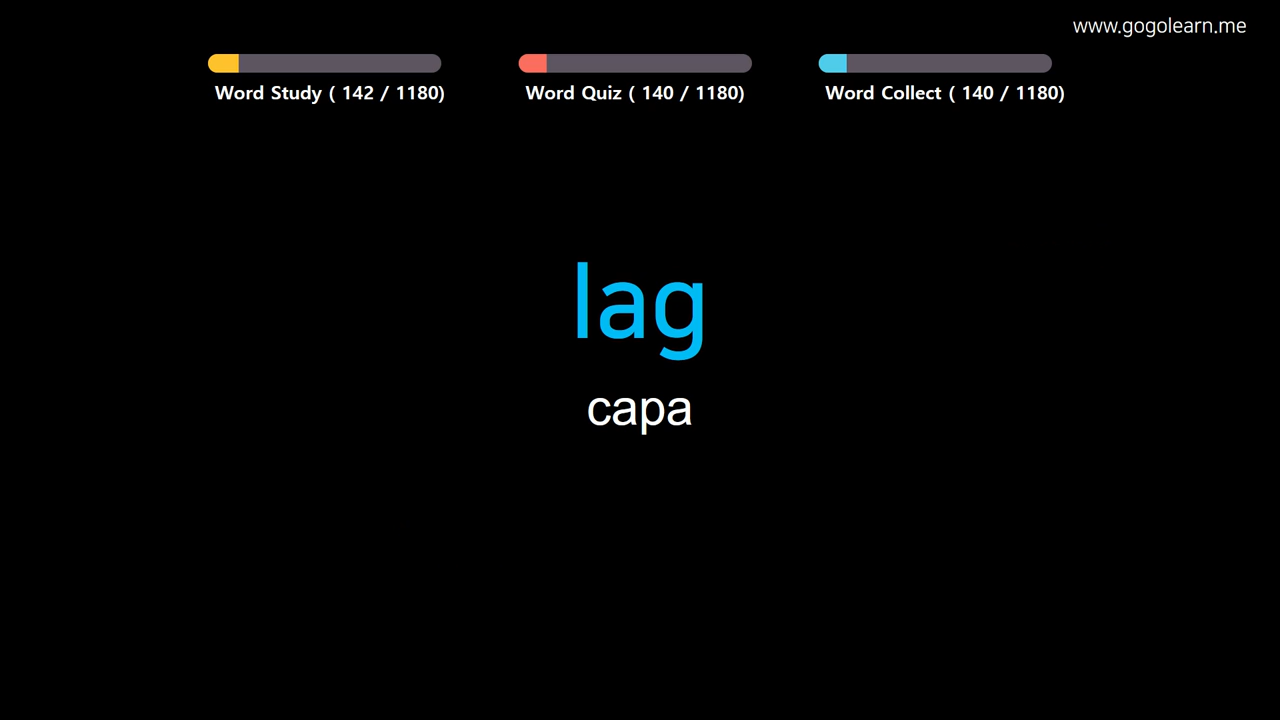 www.gogolearn.me
Word Study ( 142 / 1180)
Word Quiz ( 140 / 1180)
Word Collect ( 140 / 1180)
lag
capa